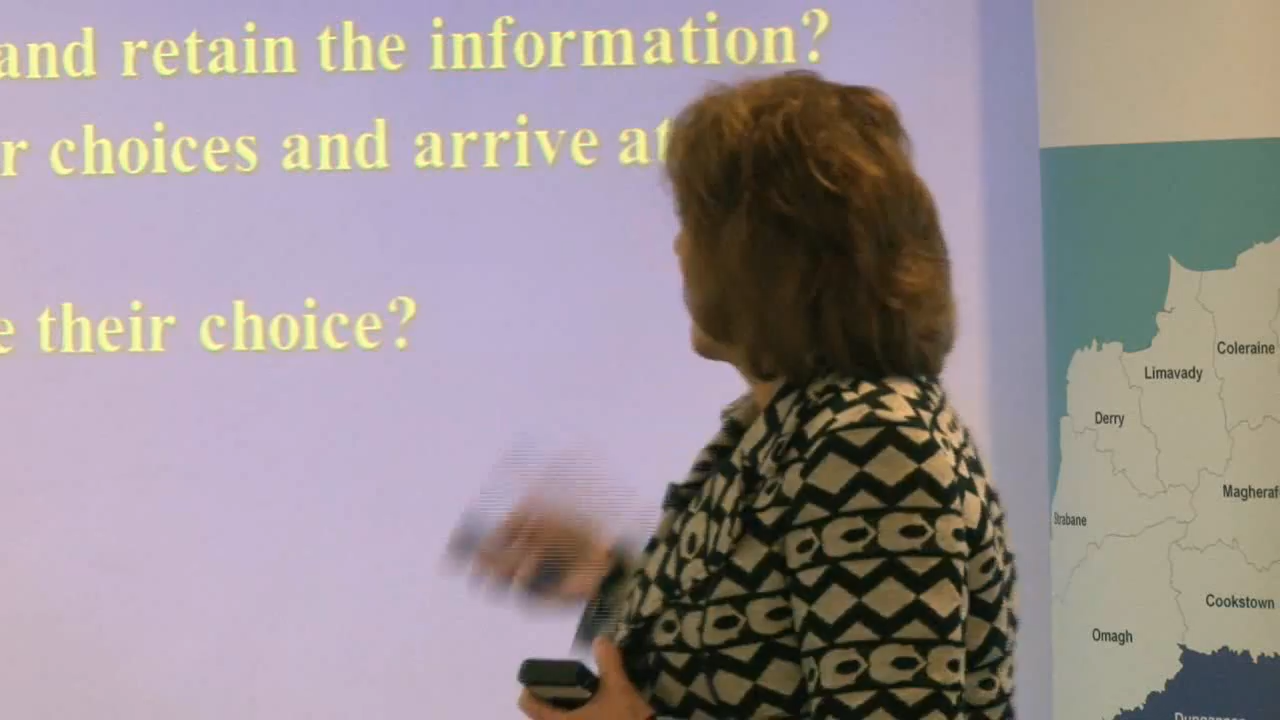 and retain the information?
r choices and arrive at
e their choice?
Coleraine
Limavady
Derry
Magheraf
Strabane
Cookstown
Omagh